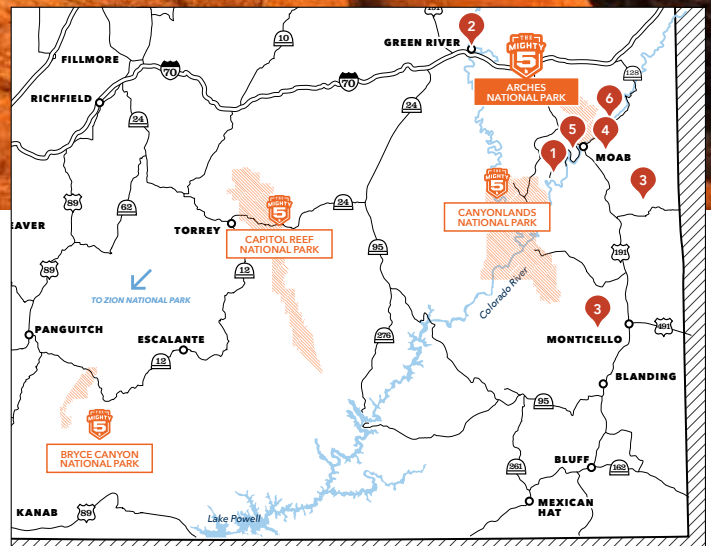 191
2
10
GREEN RIVER
THE
MIGHTY
5
FILLMORE
70
70
ARCHES
NATIONAL PARK
128
RICHFIELD
24
24
6
5
4
1
MOAB
3
THE
MIGHTY
5
CANYONLANDS
NATIONAL PARK
89
62
24
THE
MIGHTY
5
EAVER
TORREY
CAPITOL REEF
NATIONAL PARK
95
191
89
12
TO ZION NATIONAL PARK
Colorado River
3
PANGUITCH
ESCALANTE
276
MONTICELLO
491
12
BLANDING
95
THE
MIGHTY
5
BRYCE CANYON
NATIONAL PARK
BLUFF
261
162
MEXICAN
HAT
KANAB
89
Lake Powell